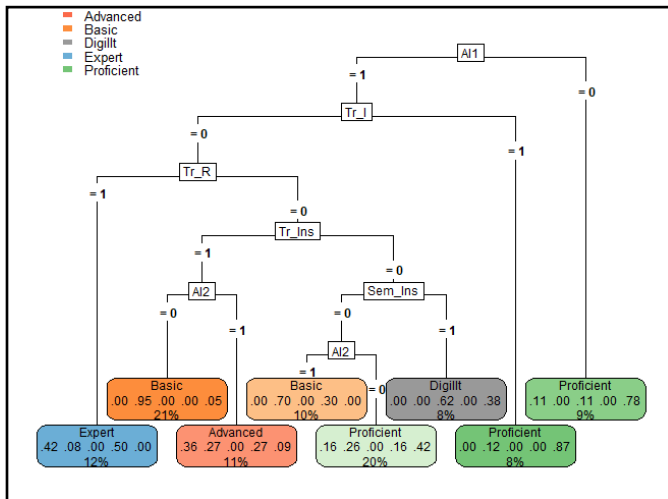 Advanced
Basic
DigiIIt
Expert
Proficient
AI1
= 1
= 0
Tr_I
= 0
= 1
Tr_R
= 1
= 0
Tr_Ins
= 1
= 0
AI2
Sem_Ins
= 0
= 1
= 0
= 1
AI2
= 1
= 0
Basic
.00 .95 .00 .00 .05
21%
Basic
.00 .70 .00 .30 .00
10%
DigiIIt
.00 .00 .62 .00 .38
8%
Proficient
.11 .00 .11 .00 .78
9%
Expert
.42 .08 .00 .50 .00
12%
Advanced
.36 .27 .00 .27 .09
11%
Proficient
.16 .26 .00 .16 .42
20%
Proficient
.00 .12 .00 .00 .87
8%